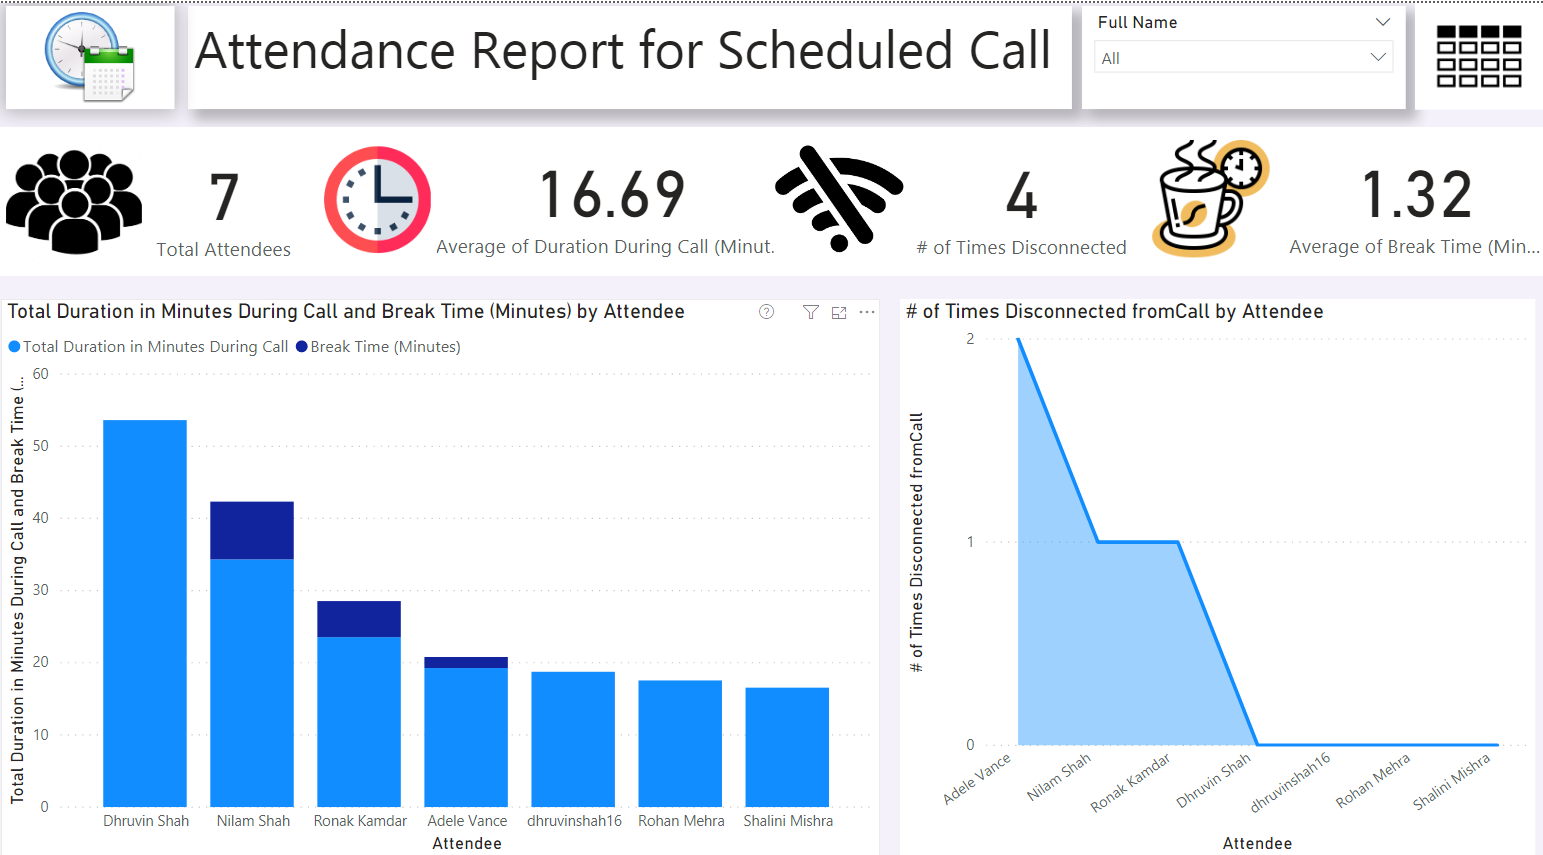 Attendance Report for Scheduled Call
Full Name
All
7
Total Attendees
16.69
Average of Duration During Call (Minut.
4
# of Times Disconnected
1.32
Average of Break Time (Min...
Total Duration in Minutes During Call and Break Time (Minutes) by Attendee
Total Duration in Minutes During Call Break Time (Minutes)
Total Duration in Minutes During Call and Break Time (...
60
50
40
30
20
10
0
Dhruvin Shah Nilam Shah Ronak Kamdar Adele Vance dhruvinshah16 Rohan Mehra Shalini Mishra
Attendee
# of Times Disconnected fromCall by Attendee
# of Times Disconnected fromCall
2
1
0
Adele Vance
Nilam Shah
Ronak Kamdar
Dhruvin Shah
dhruvinshah16
Rohan Mehra
Shalini Mishra
Attendee